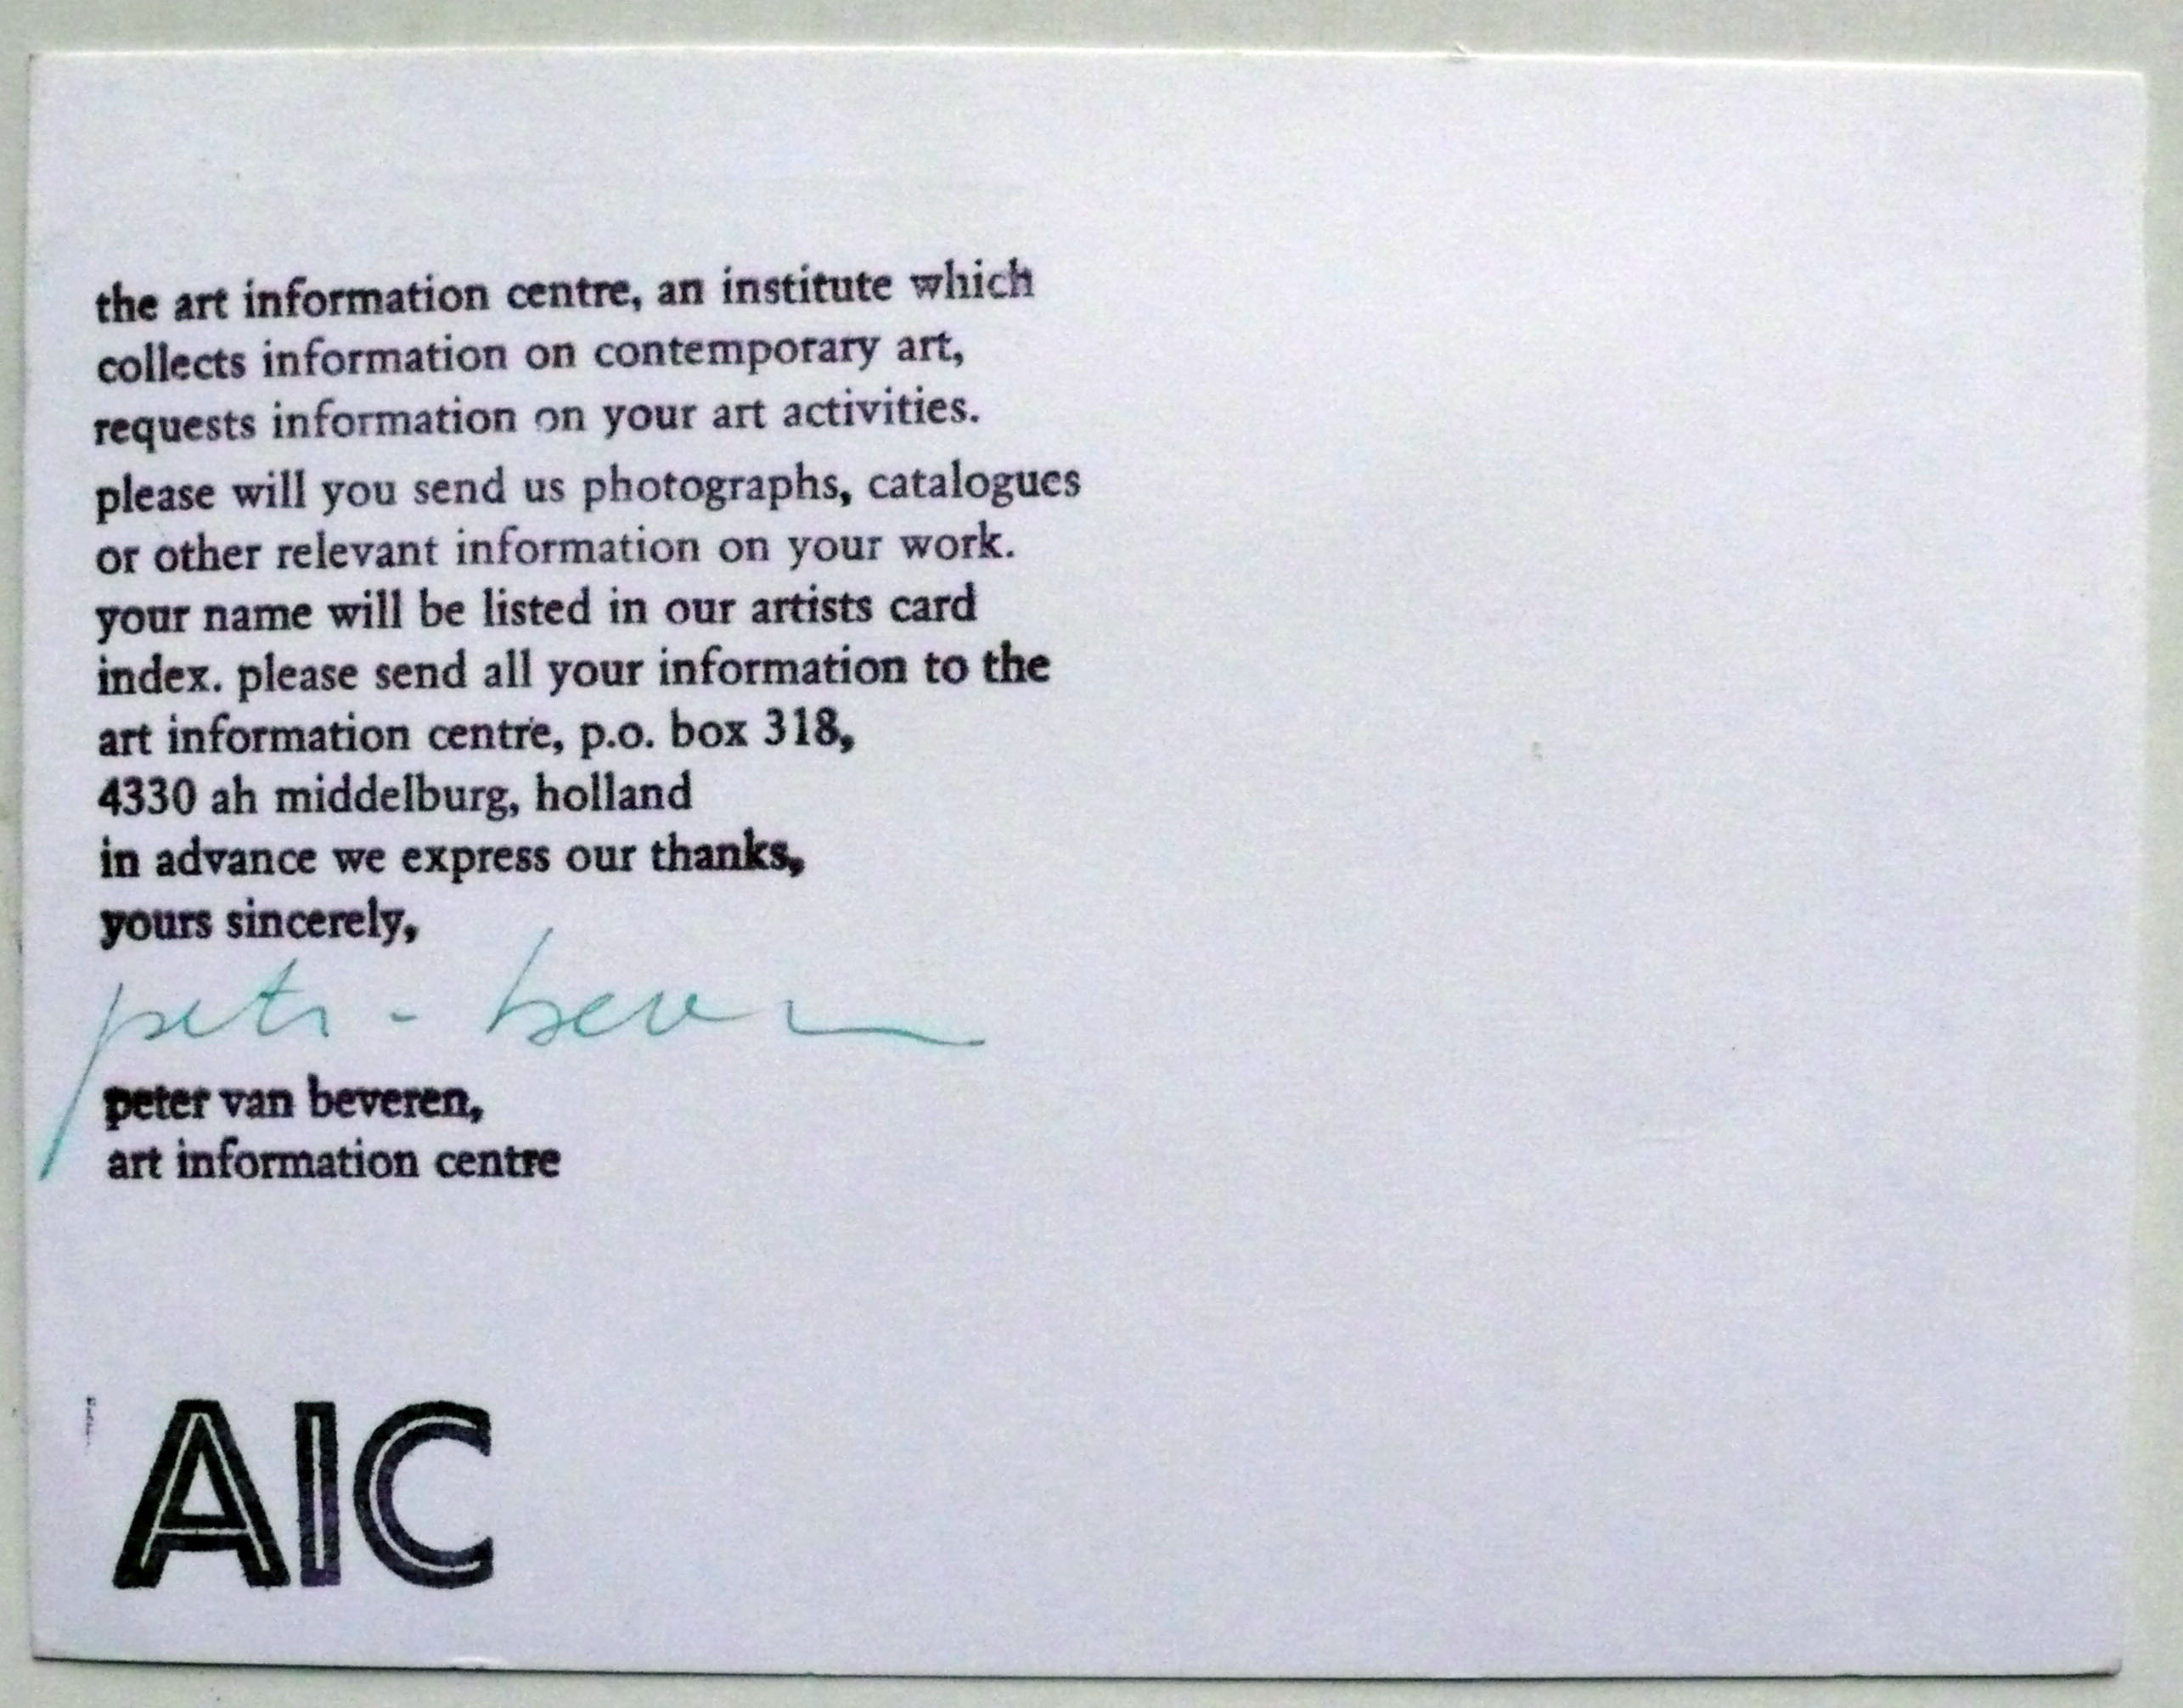 the art information centre, an institute which
collects information on contemporary art,
requests information on your art activities.
please will you send us photographs, catalogues
or other relevant information on your work.
your name will be listed in our artists card
index. please send all your information to the
art information centre, p.o. box 318,
4330 ah middelburg, holland
in advance we express our thanks,
yours sincerely,
peter van beveren,
art information centre
AIC